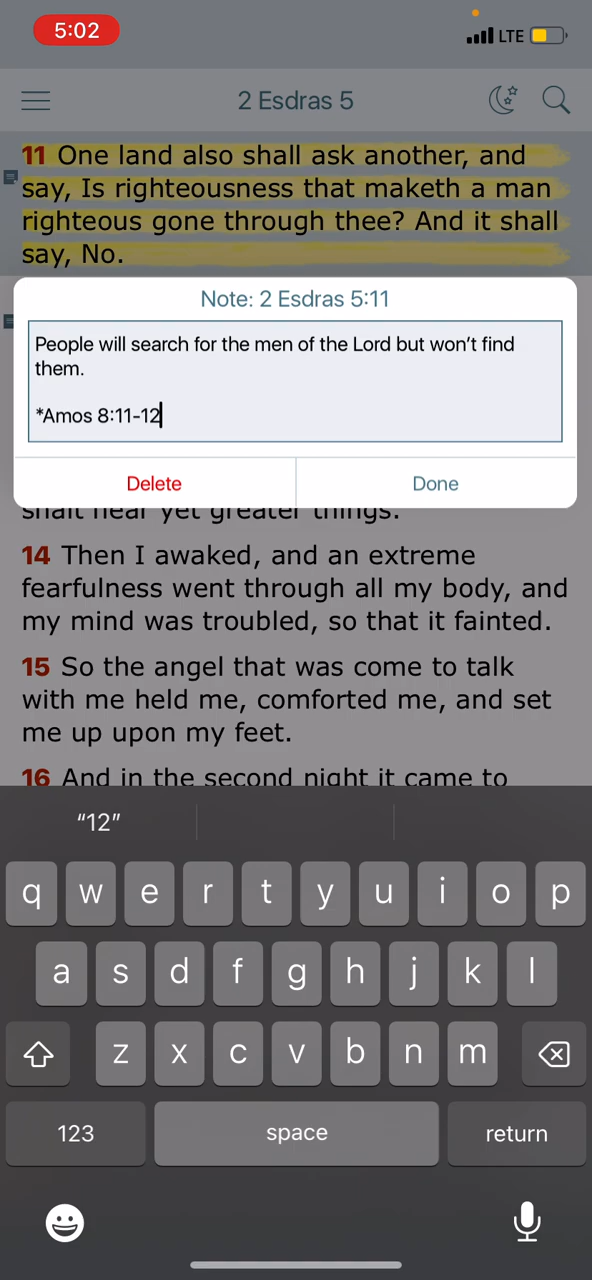 5:02
LTE
2 Esdras 5
11 One land also shall ask another, and
say, Is righteousness that maketh a man
righteous gone through thee? And it shall
say, No.
Note: 2 Esdras 5:11
People will search for the men of the Lord but won’t find
them.
*Amos 8:11-12
Delete
Done
shalt hear yet greater things.
14 Then I awaked, and an extreme
fearfulness went through all my body, and
my mind was troubled, so that it fainted.
15 So the angel that was come to talk
with me held me, comforted me, and set
me up upon my feet.
16 And in the second night it came to
“12”
q w e r t y u i o p
a s d f g h j k l
z x c v b n m
123
space
return